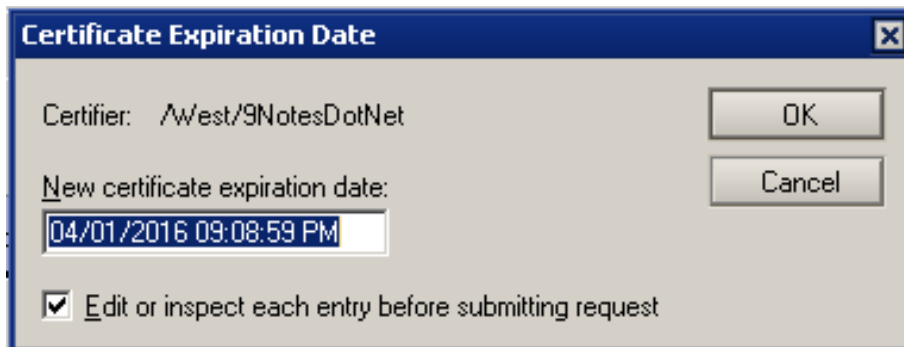 Certificate Expiration Date
Certifier: /West/9NotesDotNet
OK
New certificate expiration date:
Cancel
04/01/2016 09:08:59 PM
Edit or inspect each entry before submitting request